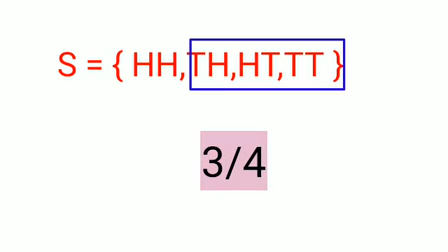 S = { HH,TH,HT,TT }
3/4